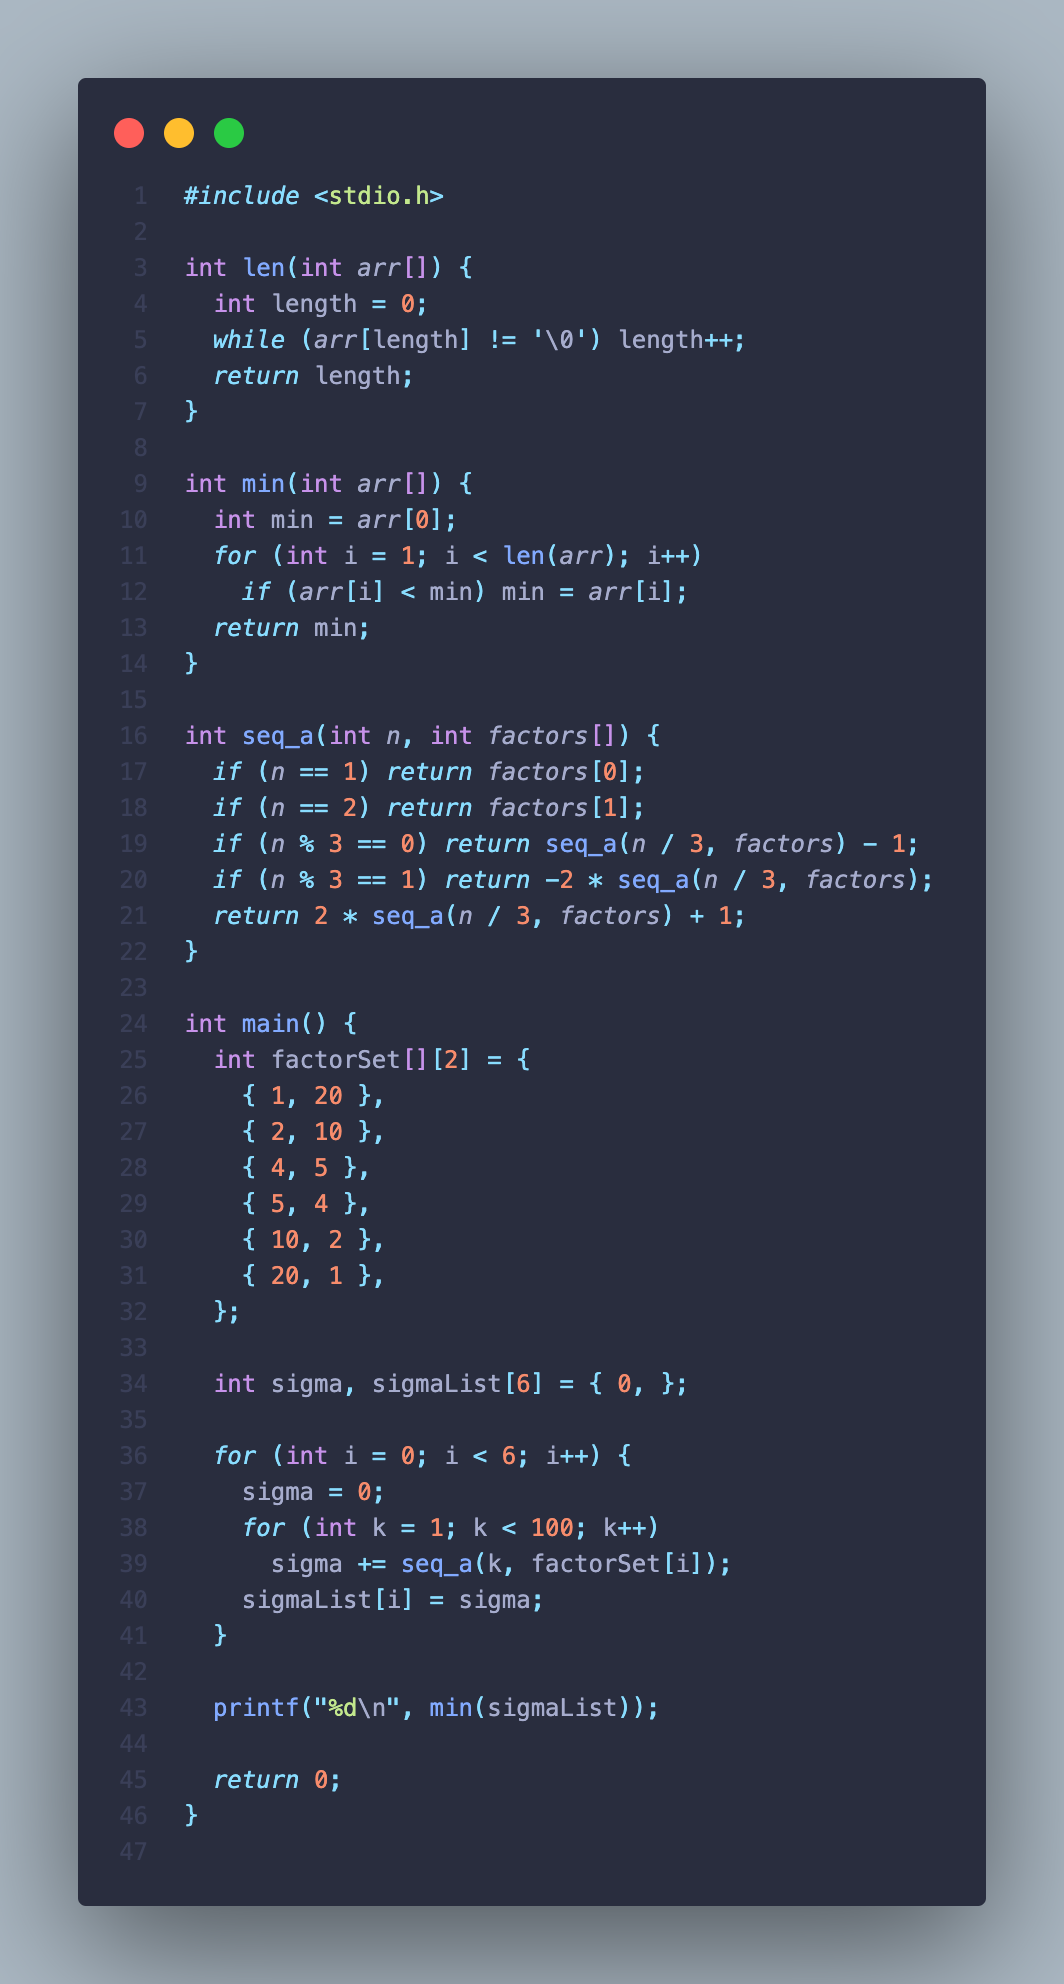 1 #include <stdio.h>
2
3 int len(int arr[]) {
4   int length = 0;
5   while (arr[length] != '\0') length++;
6   return length;
7 }
8
9 int min(int arr[]) {
10   int min = arr[0];
11   for (int i = 1; i < len(arr); i++)
12     if (arr[i] < min) min = arr[i];
13   return min;
14 }
15
16 int seq_a(int n, int factors[]) {
17   if (n == 1) return factors[0];
18   if (n == 2) return factors[1];
19   if (n % 3 == 0) return seq_a(n / 3, factors) - 1;
20   if (n % 3 == 1) return -2 * seq_a(n / 3, factors);
21   return 2 * seq_a(n / 3, factors) + 1;
22 }
23
24 int main() {
25   int factorSet[][2] = {
26     { 1, 20 },
27     { 2, 10 },
28     { 4, 5 },
29     { 5, 4 },
30     { 10, 2 },
31     { 20, 1 },
32   };
33
34   int sigma, sigmaList[6] = { 0, };
35
36   for (int i = 0; i < 6; i++) {
37     sigma = 0;
38     for (int k = 1; k < 100; k++)
39       sigma += seq_a(k, factorSet[i]);
40     sigmaList[i] = sigma;
41   }
42
43   printf("%d\n", min(sigmaList));
44
45   return 0;
46 }
47